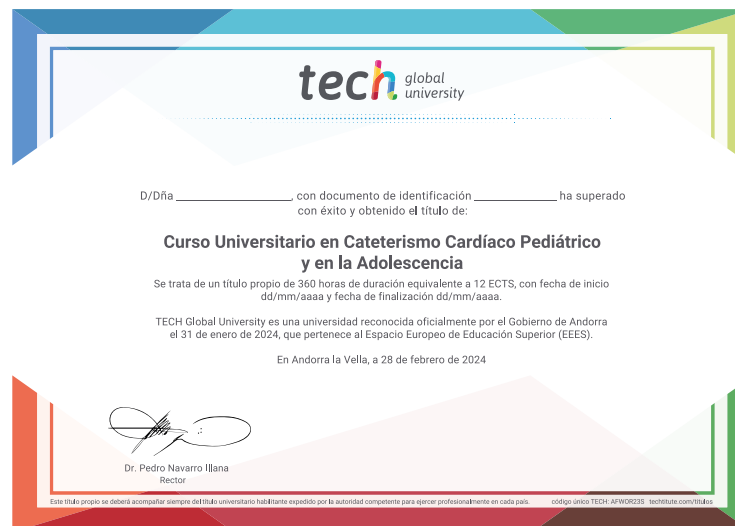 tech global university
D/Dña ______________________, con documento de identificación ________________ ha superado
con éxito y obtenido el título de:
Curso Universitario en Cateterismo Cardíaco Pediátrico
y en la Adolescencia
Se trata de un título propio de 360 horas de duración equivalente a 12 ECTS, con fecha de inicio
dd/mm/aaaa y fecha de finalización dd/mm/aaaa.
TECH Global University es una universidad reconocida oficialmente por el Gobierno de Andorra
el 31 de enero de 2024, que pertenece al Espacio Europeo de Educación Superior (EEES).
En Andorra la Vella, a 28 de febrero de 2024
Dr. Pedro Navarro Illana
Rector
Este título propio se deberá acompañar siempre del título universitario habilitante expedido por la autoridad competente para ejercer profesionalmente en cada país. código único TECH: AFWOR23S techtitute.com/titulos